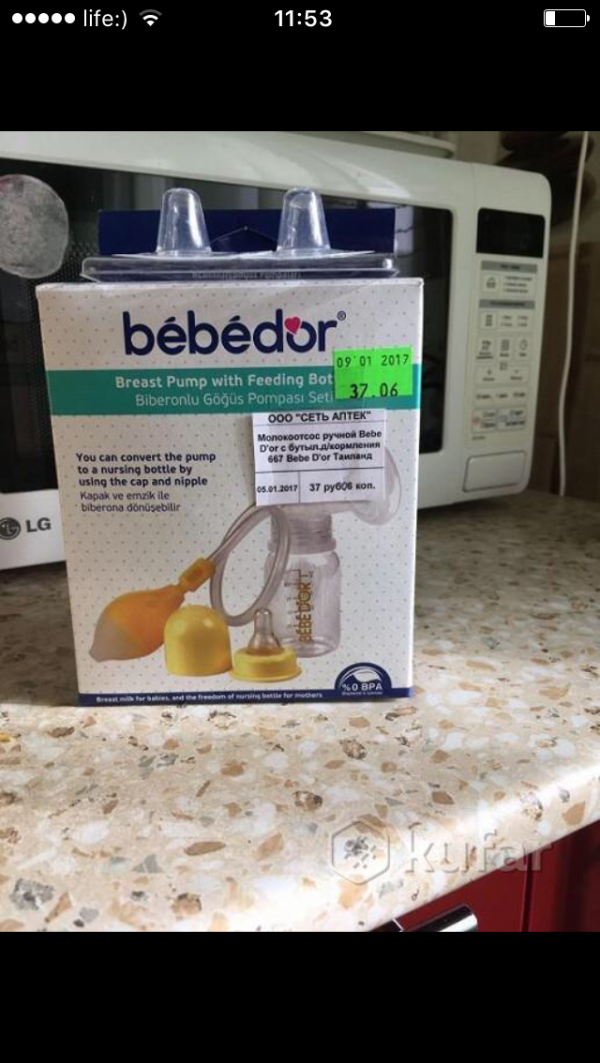 life:) 11:53
bébédor®
Breast Pump with Feeding Bot
Biberonlu Göğüs Pompası Seti
09 01 2017
37.06
ООО "СЕТЬ АПТЕК"
Молокоотсос ручной Bebe
D'or с бутыл.д/кормления
667 Bebe D'or Таиланд
05.01.2017 37 руб06 коп.
You can convert the pump
to a nursing bottle by
using the cap and nipple
Kapak ve emzik ile
biberona dönüşebilir
LG
BEBEDOR
%0 BPA
Breast milk for babies, and the freedom of nursing bottle for mothers
kufar